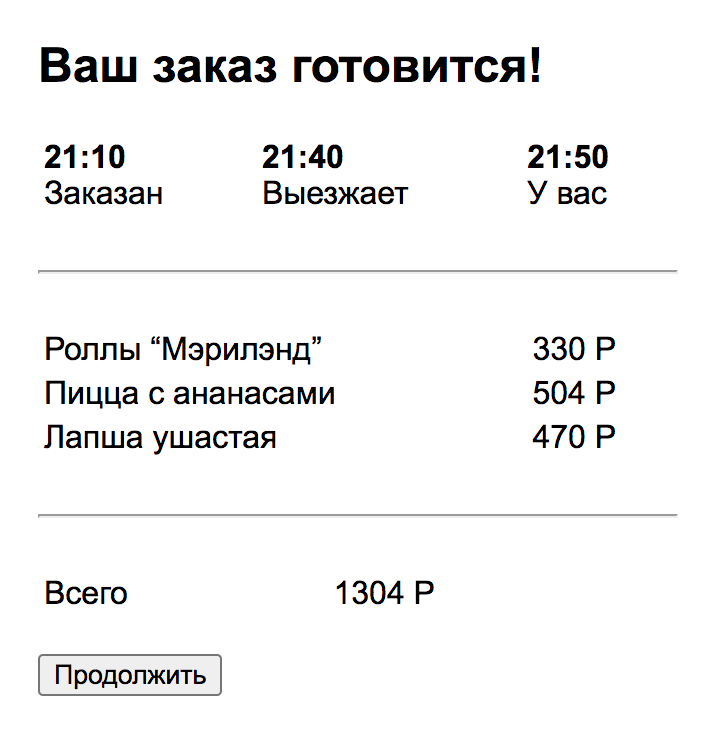 Ваш заказ готовится!
21:10 21:40 21:50
Заказан Выезжает У вас
Роллы “Мэрилэнд” 330 Р
Пицца с ананасами 504 Р
Лапша ушастая 470 Р
Всего 1304 Р
Продолжить